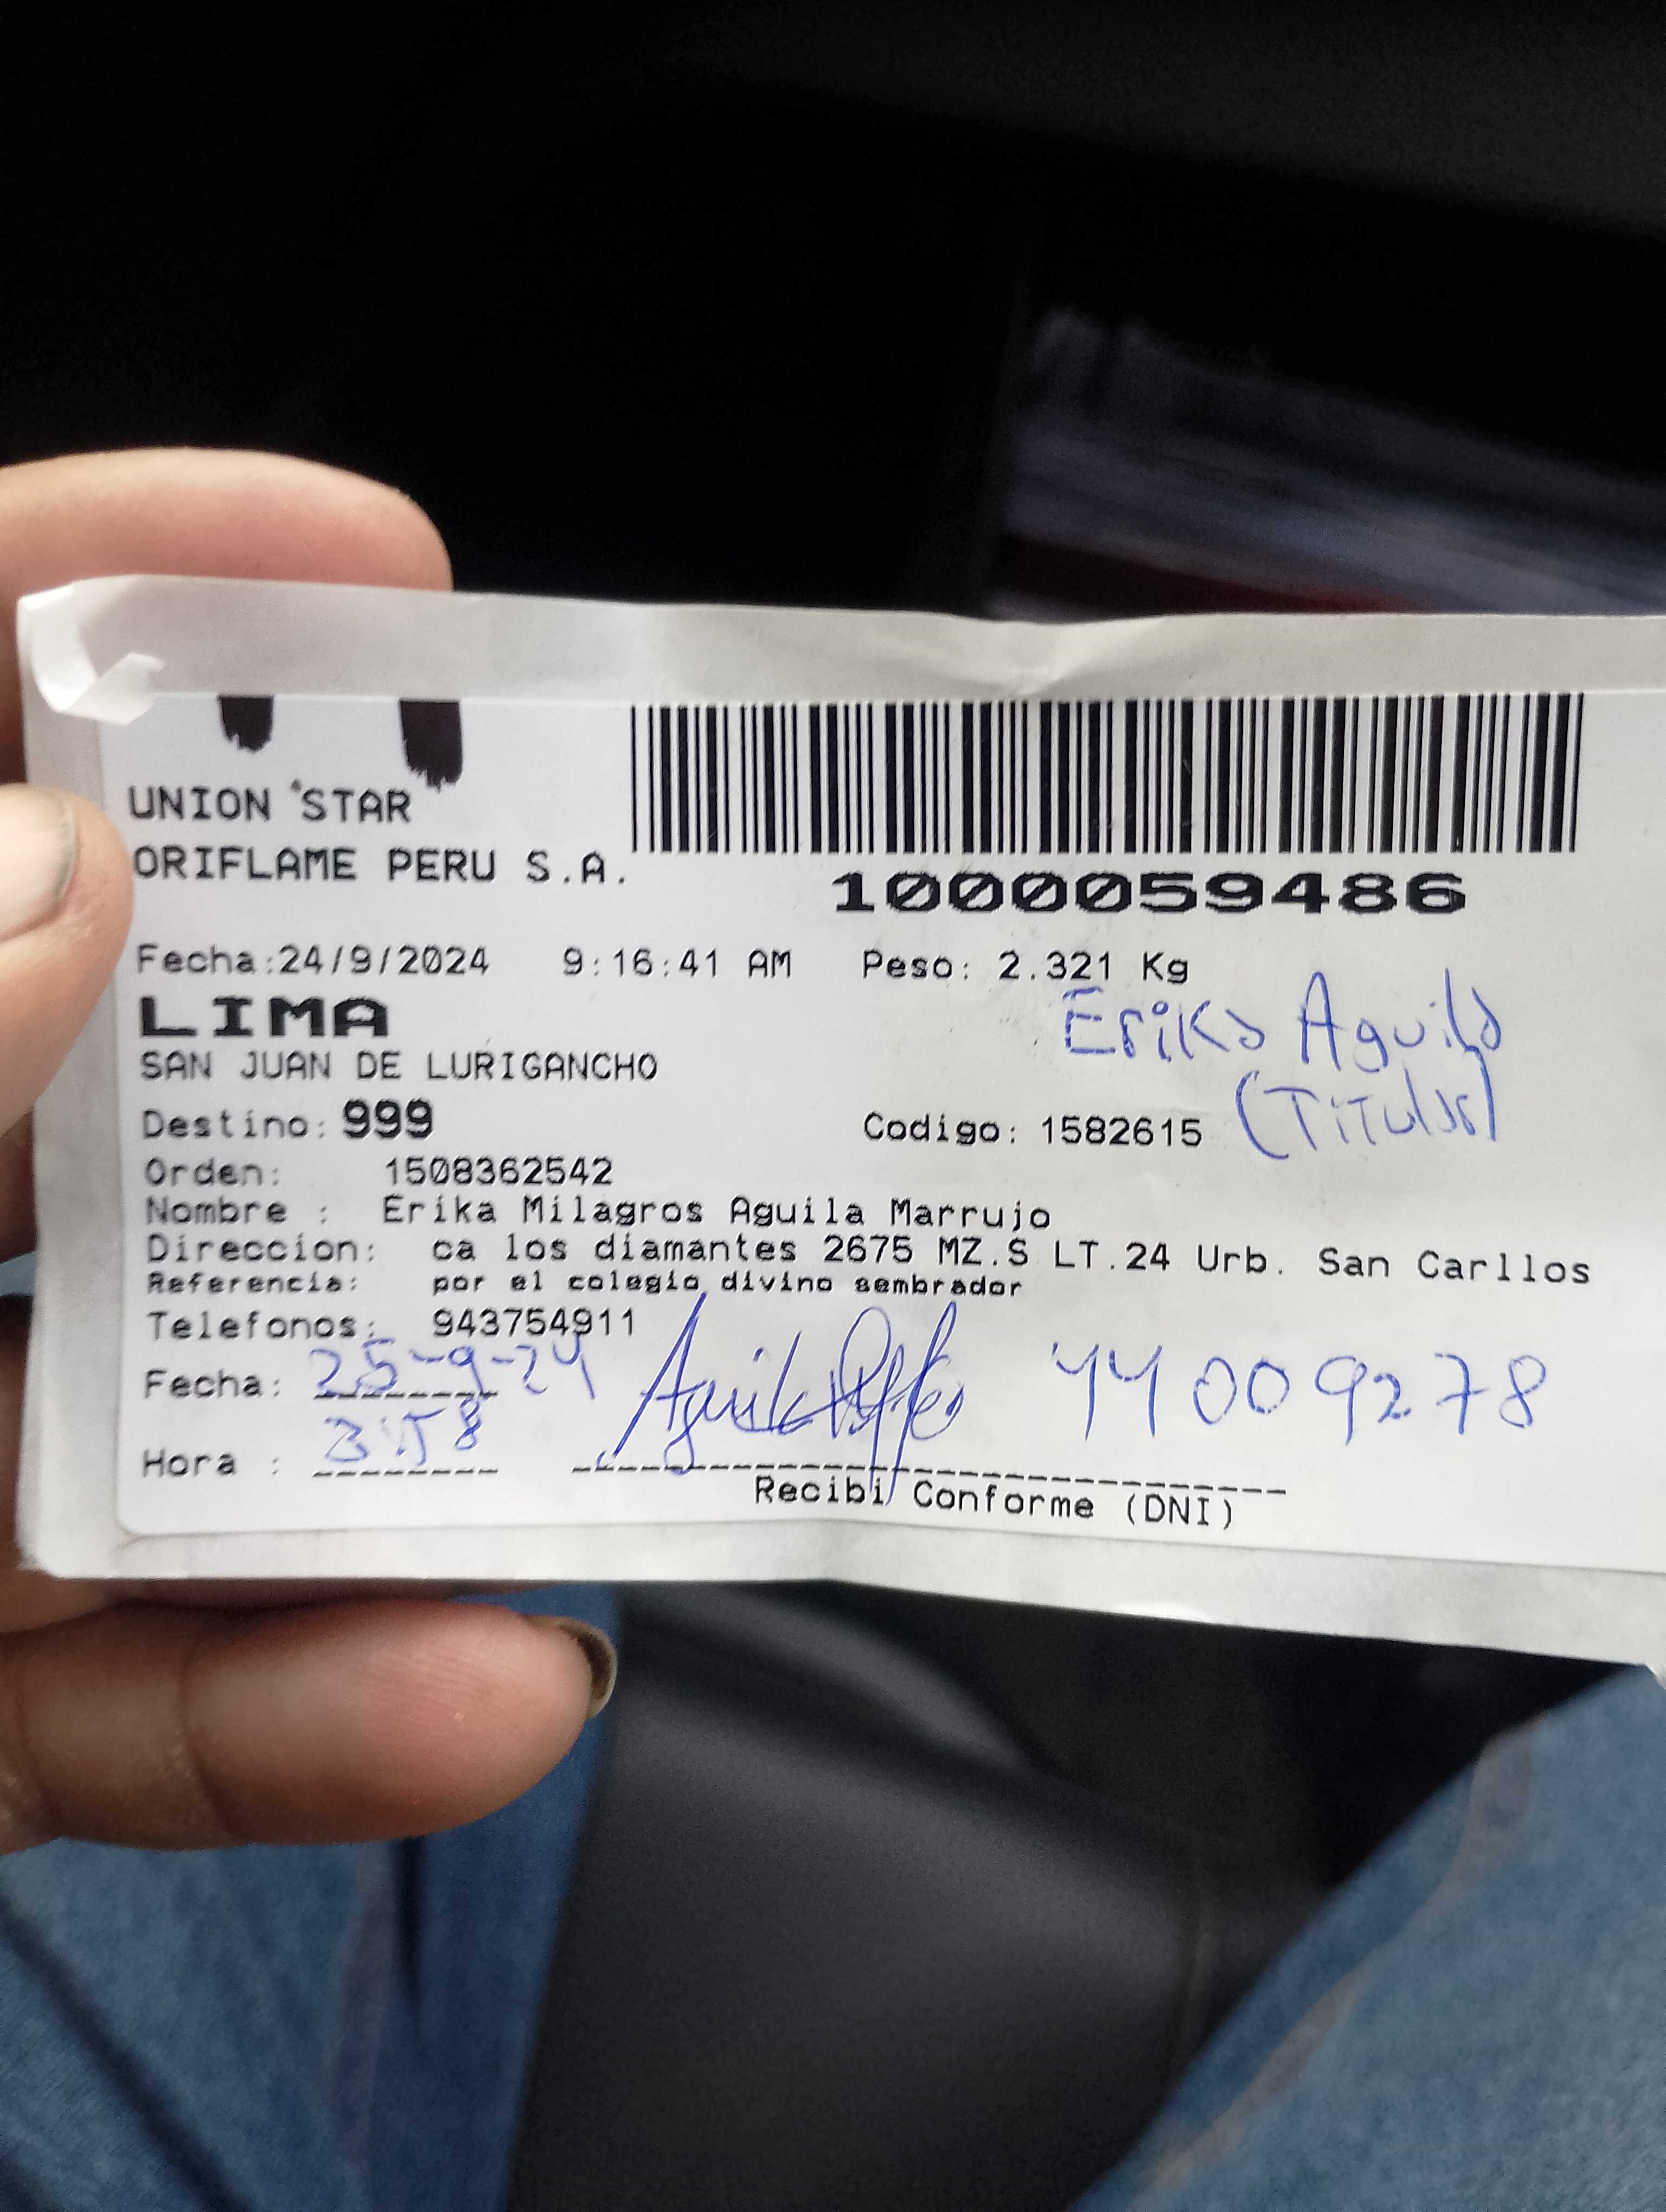 UNION STAR
ORIFLAME PERU S.A.
1000059486
Fecha:24/9/2024 9:16:41 AM Peso: 2.321 Kg
LIMA
Erika Aguila
SAN JUAN DE LURIGANCHO
(Titular)
Destino: 999 Codigo: 1582615
Orden: 1508362542
Nombre : Erika Milagros Aguila Marrujo
Direccion: ca los diamantes 2675 MZ.S LT.24 Urb. San Carllos
Referencia: por el colegio divino sembrador
Telefonos: 943754911
Fecha: 25-9-24 44009278
Hora : 3:58
Recibi Conforme (DNI)